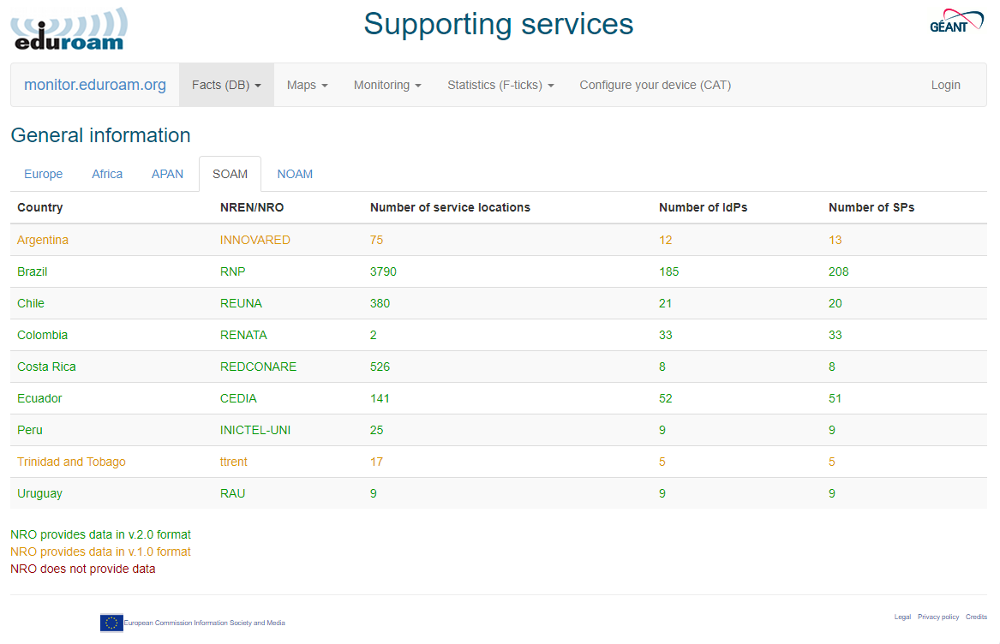 eduroam
Supporting services
GÉANT
monitor.eduroam.org Facts (DB) Maps Monitoring Statistics (F-ticks) Configure your device (CAT) Login
General information
Europe Africa APAN SOAM NOAM
Country NREN/NRO Number of service locations Number of IdPs Number of SPs
Argentina INNOVARED 75 12 13
Brazil RNP 3790 185 208
Chile REUNA 380 21 20
Colombia RENATA 2 33 33
Costa Rica REDCONARE 526 8 8
Ecuador CEDIA 141 52 51
Peru INICTEL-UNI 25 9 9
Trinidad and Tobago ttrent 17 5 5
Uruguay RAU 9 9 9
NRO provides data in v.2.0 format
NRO provides data in v.1.0 format
NRO does not provide data
European Commission Information Society and Media Legal Privacy policy Credits